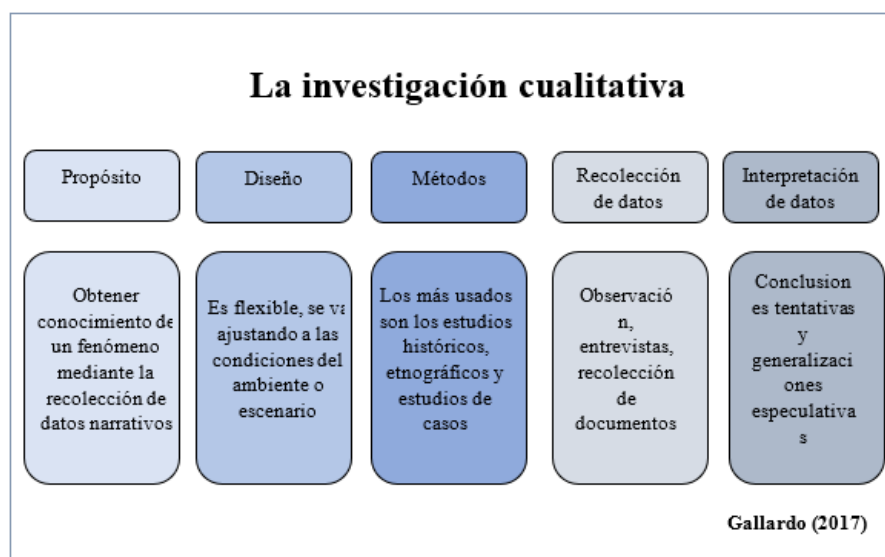 La investigación cualitativa
Propósito
Diseño
Métodos
Recolección
de datos
Interpretación
de datos
Obtener
conocimiento de
un fenómeno
mediante la
recolección de
datos narrativos
Es flexible, se va
ajustando a las
condiciones del
ambiente o
escenario
Los más usados
son los estudios
históricos,
etnográficos y
estudios de
casos
Observació
n,
entrevistas,
recolección
de
documentos
Conclusion
es tentativas
y
generalizaci
ones
especulativa
s
Gallardo (2017)